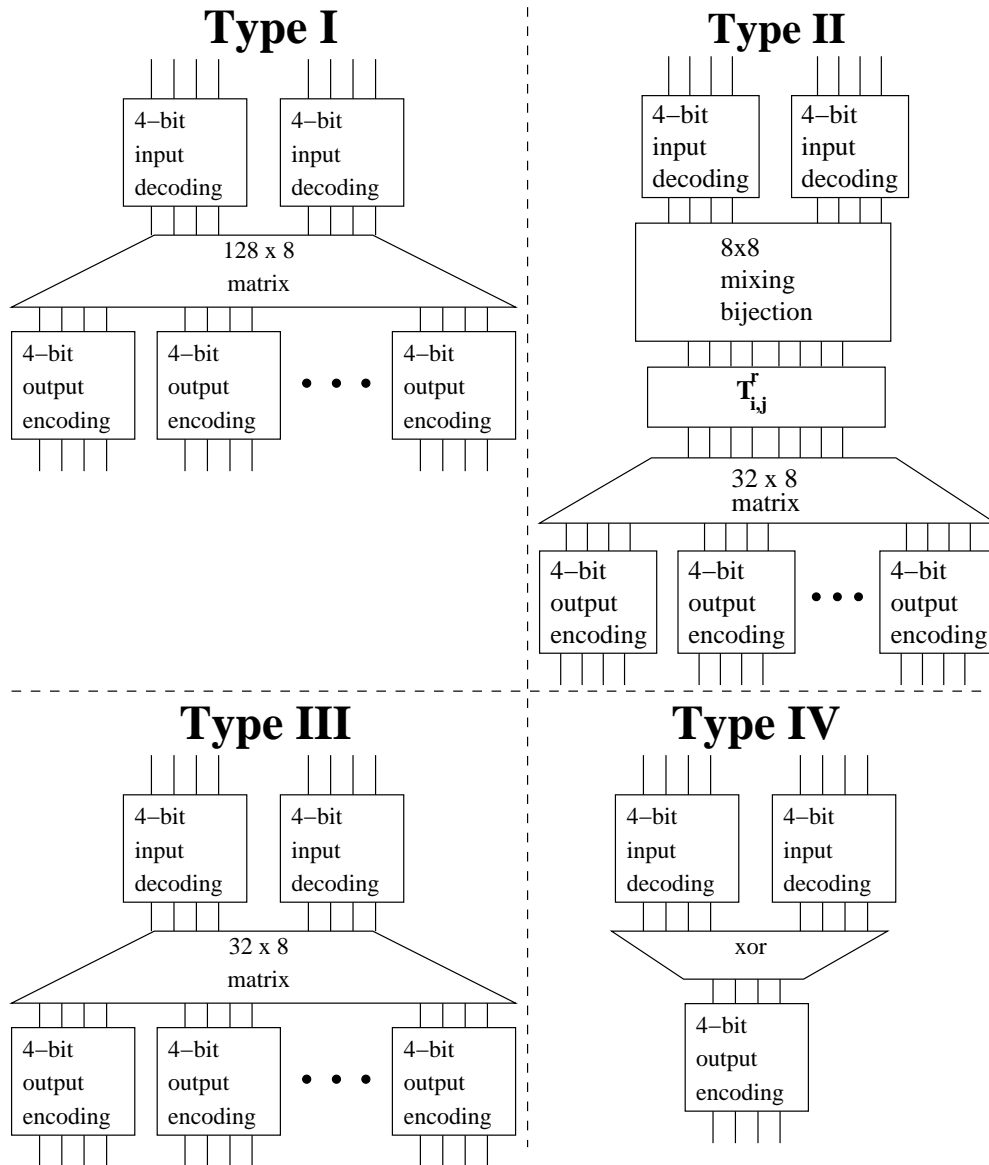 Type I
4−bit
input
decoding
4−bit
input
decoding
128 x 8
matrix
4−bit
output
encoding
4−bit
output
encoding
4−bit
output
encoding
Type II
4−bit
input
decoding
4−bit
input
decoding
8x8
mixing
bijection
T^r_{i,j}
32 x 8
matrix
4−bit
output
encoding
4−bit
output
encoding
4−bit
output
encoding
Type III
4−bit
input
decoding
4−bit
input
decoding
32 x 8
matrix
4−bit
output
encoding
4−bit
output
encoding
4−bit
output
encoding
Type IV
4−bit
input
decoding
4−bit
input
decoding
xor
4−bit
output
encoding